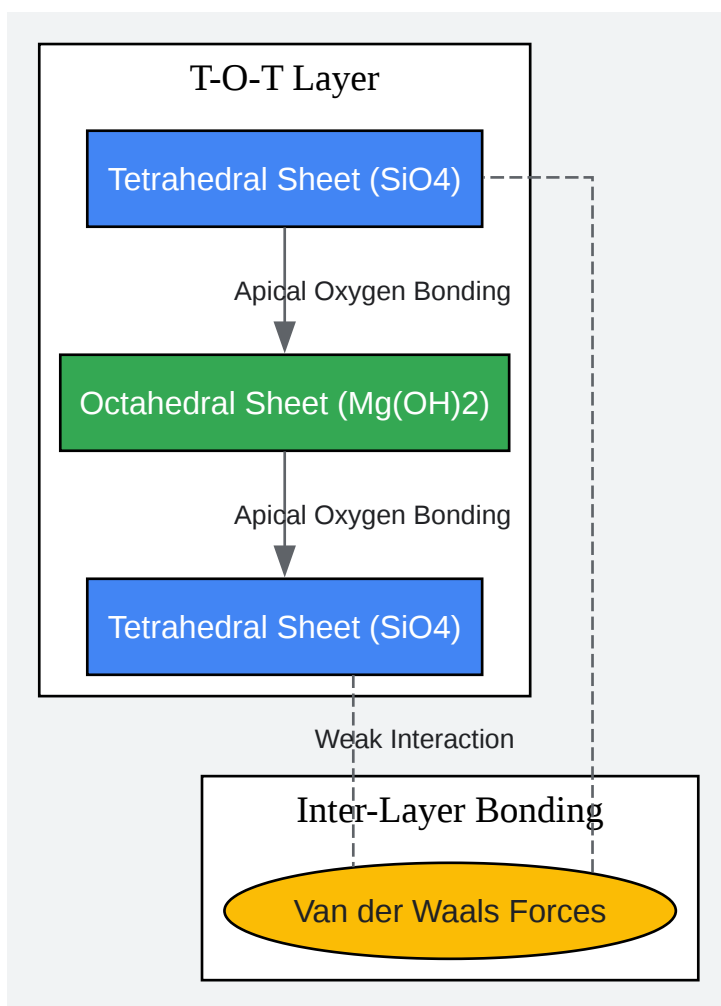 T-O-T Layer
Tetrahedral Sheet (SiO4)
Apical Oxygen Bonding
Octahedral Sheet (Mg(OH)2)
Apical Oxygen Bonding
Tetrahedral Sheet (SiO4)
Weak Interaction
Inter-Layer Bonding
Van der Waals Forces